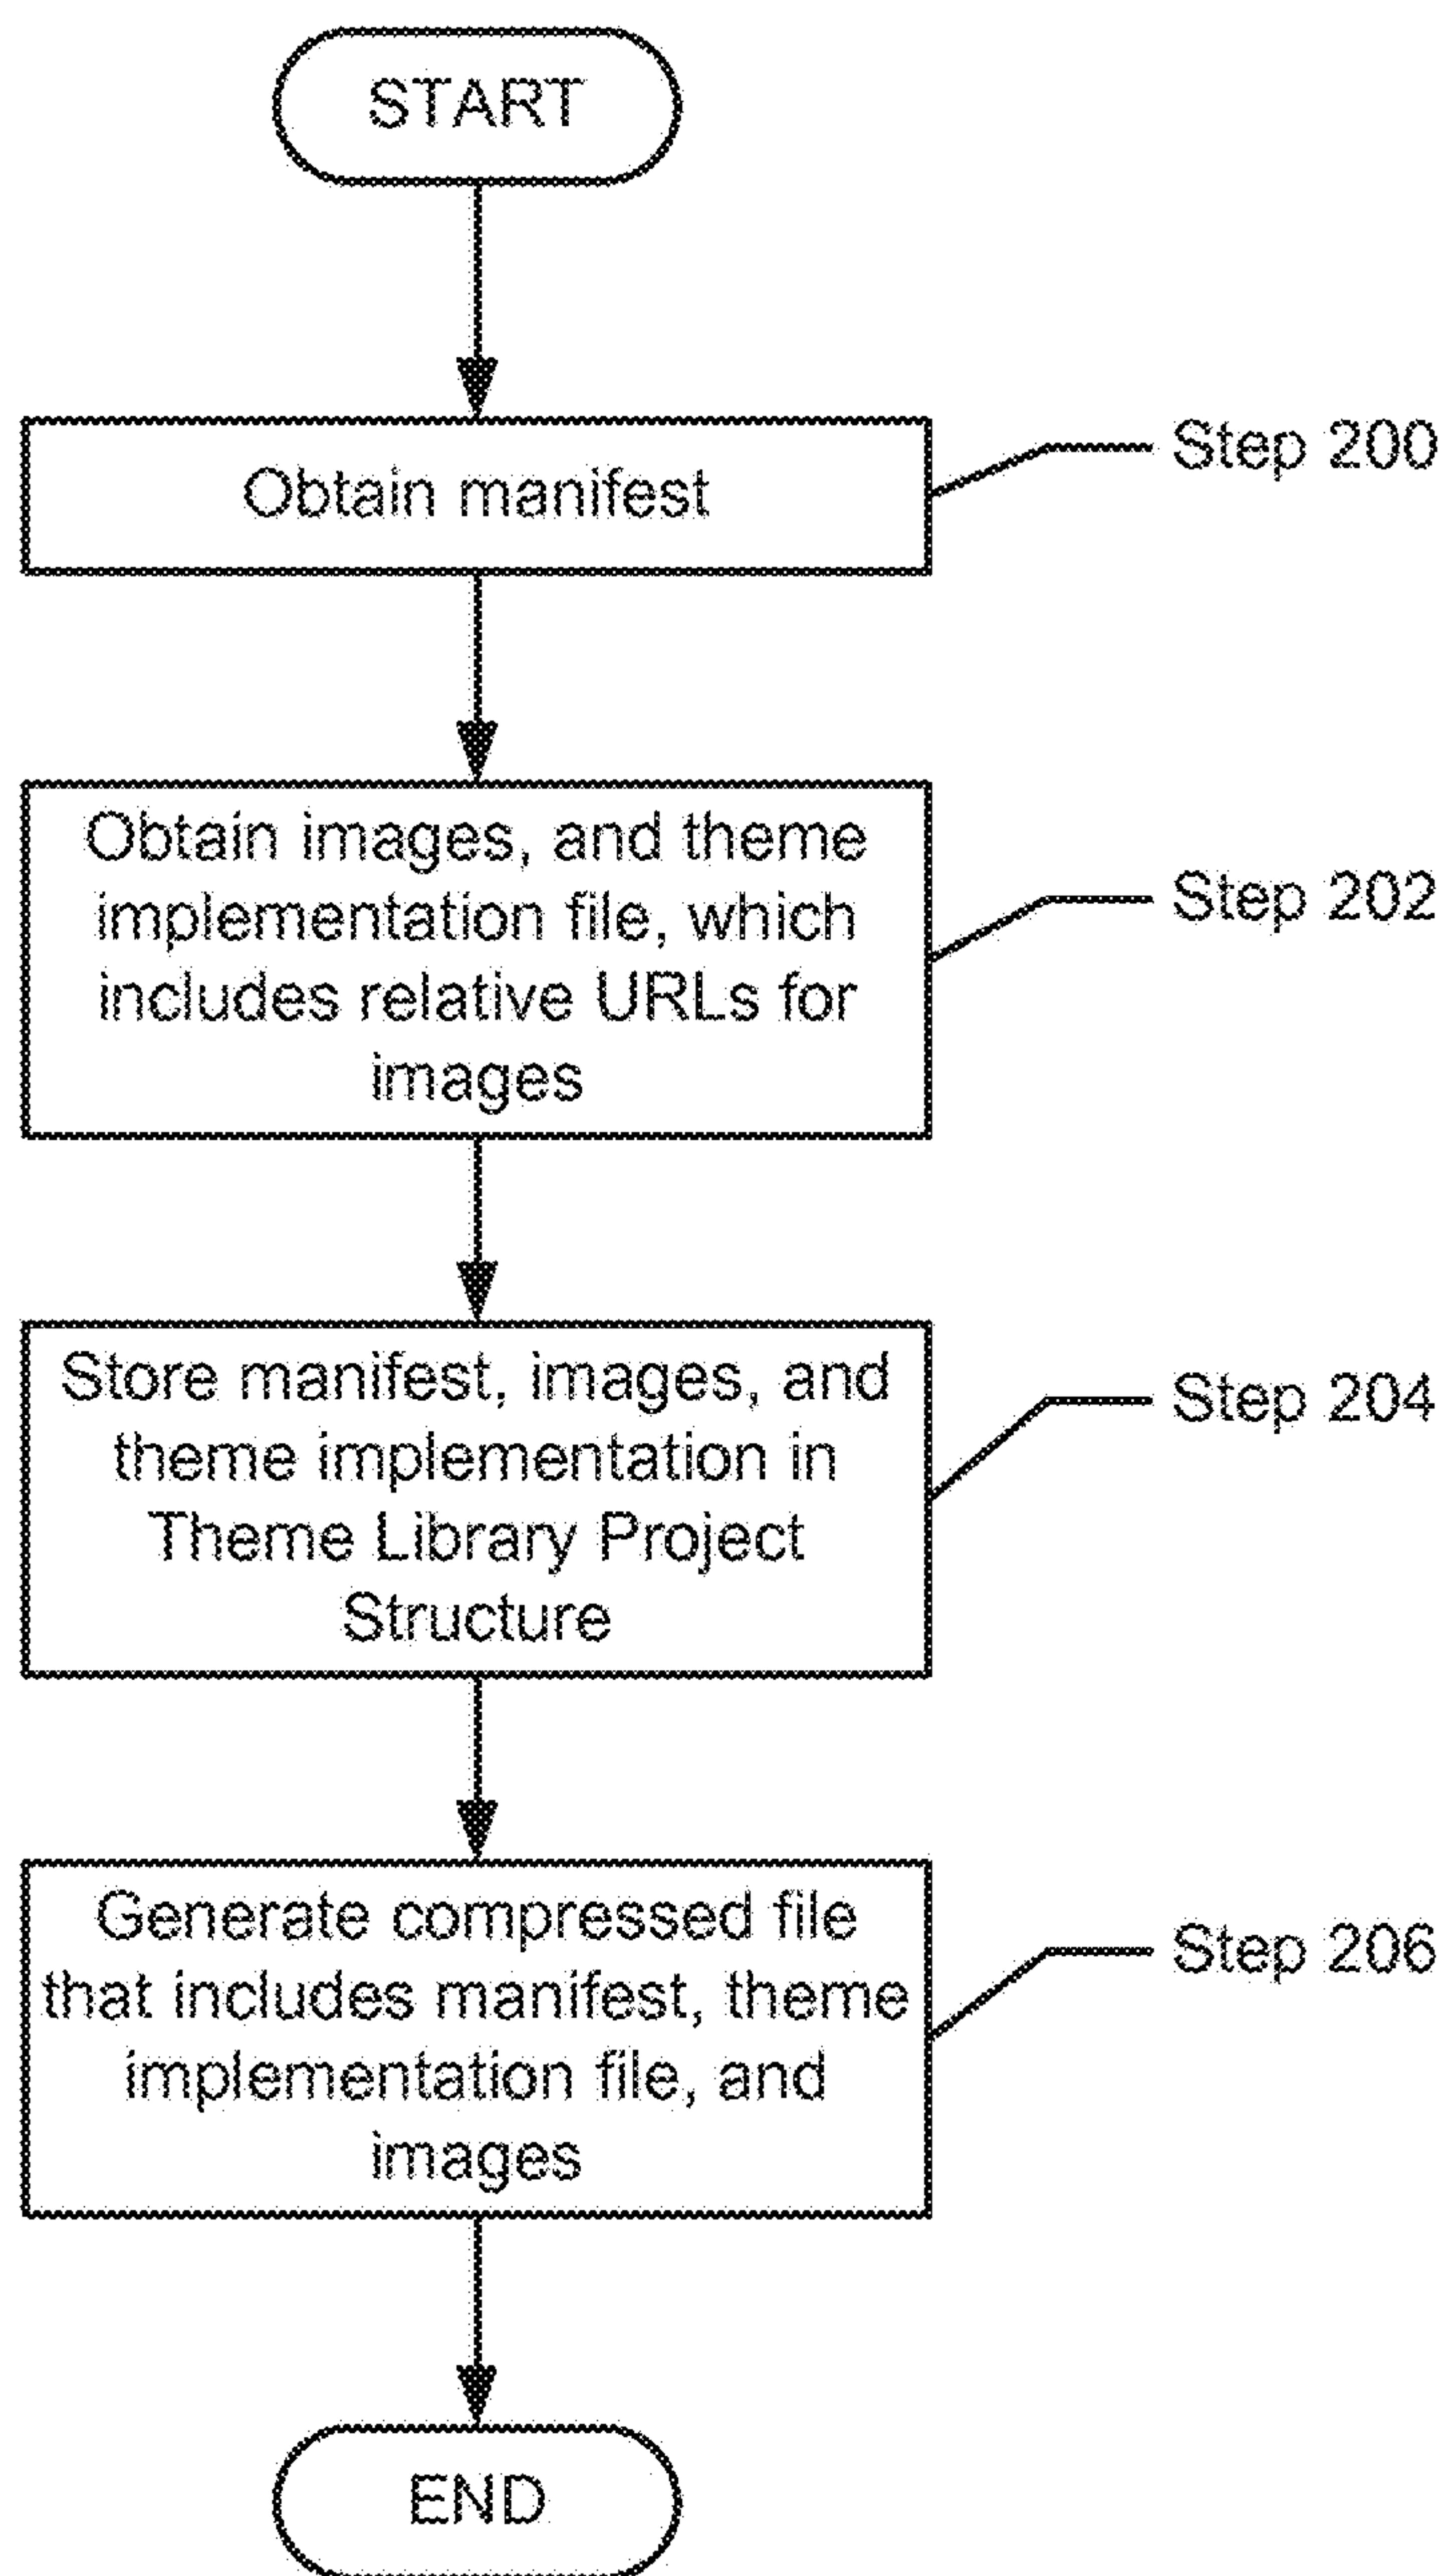 START
Obtain manifest
Step 200
Obtain images, and theme
implementation file, which
includes relative URLs for
images
Step 202
Store manifest, images, and
theme implementation in
Theme Library Project
Structure
Step 204
Generate compressed file
that includes manifest, theme
implementation file, and
images
Step 206
END